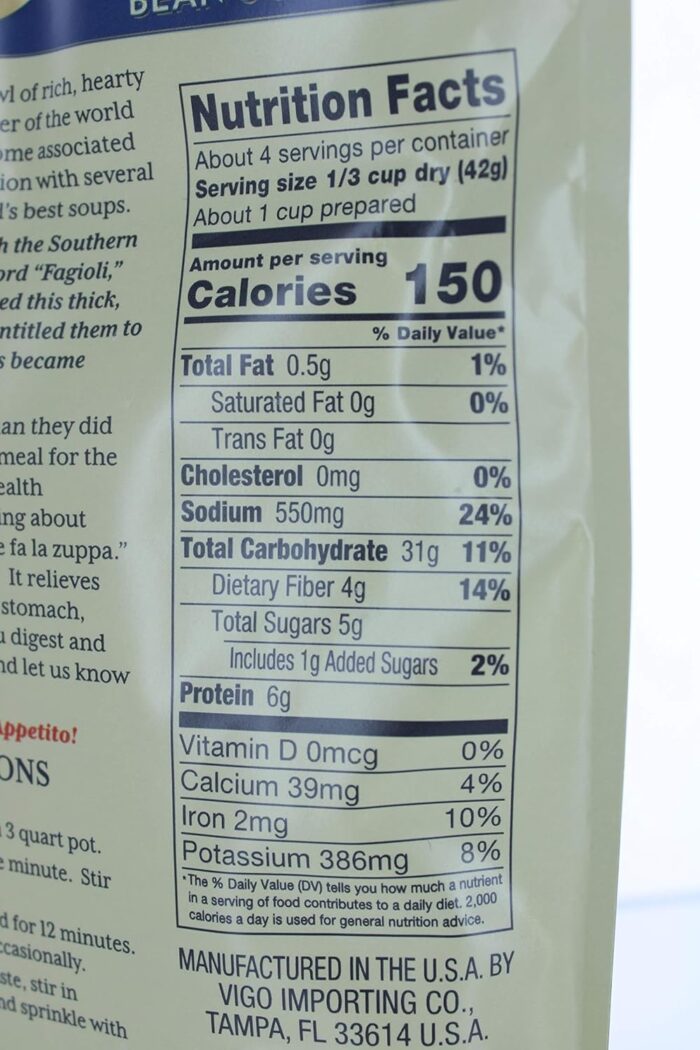 BEAN
of rich, hearty
er of the world
ome associated
ion with several
l's best soups.
h the Southern
ord “Fagioli,”
ed this thick,
ntitled them to
s became
an they did
meal for the
ealth
ing about
e fa la zuppa.”
It relieves
stomach,
u digest and
nd let us know
Appetito!
ONS
3 quart pot.
e minute. Stir
d for 12 minutes.
ccasionally.
ste, stir in
nd sprinkle with
Nutrition Facts
About 4 servings per container
Serving size 1/3 cup dry (42g)
About 1 cup prepared
Amount per serving
Calories 150
% Daily Value*
Total Fat 0.5g 1%
Saturated Fat 0g 0%
Trans Fat 0g
Cholesterol 0mg 0%
Sodium 550mg 24%
Total Carbohydrate 31g 11%
Dietary Fiber 4g 14%
Total Sugars 5g
Includes 1g Added Sugars 2%
Protein 6g
Vitamin D 0mcg 0%
Calcium 39mg 4%
Iron 2mg 10%
Potassium 386mg 8%
*The % Daily Value (DV) tells you how much a nutrient
in a serving of food contributes to a daily diet. 2,000
calories a day is used for general nutrition advice.
MANUFACTURED IN THE U.S.A. BY
VIGO IMPORTING CO.,
TAMPA, FL 33614 U.S.A.